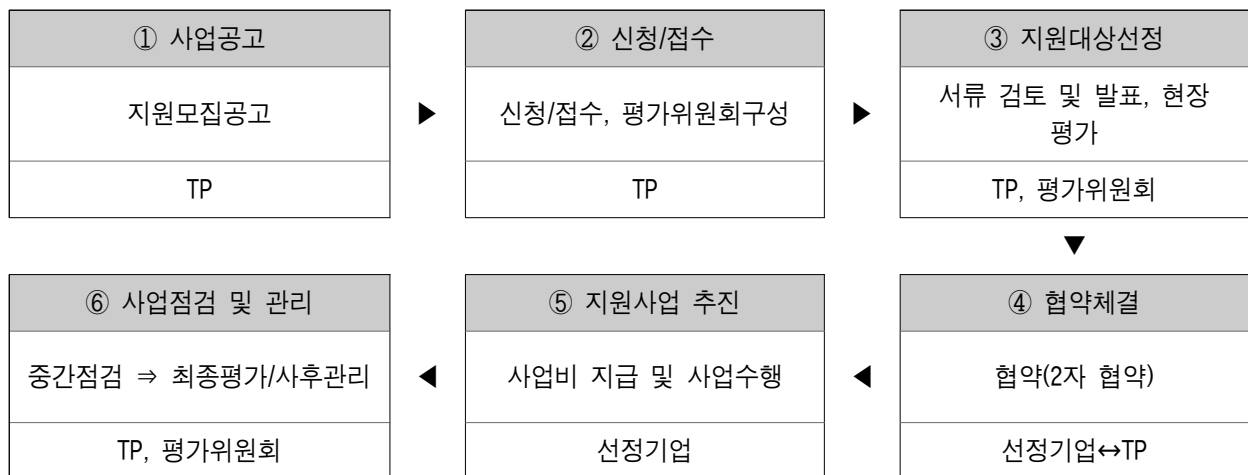 ① 사업공고
지원모집공고
TP
▶
② 신청/접수
신청/접수, 평가위원회구성
TP
▶
③ 지원대상선정
서류 검토 및 발표, 현장
평가
TP, 평가위원회
▼
④ 협약체결
협약(2자 협약)
선정기업↔TP
◀
⑤ 지원사업 추진
사업비 지급 및 사업수행
선정기업
◀
⑥ 사업점검 및 관리
중간점검 ⇒ 최종평가/사후관리
TP, 평가위원회